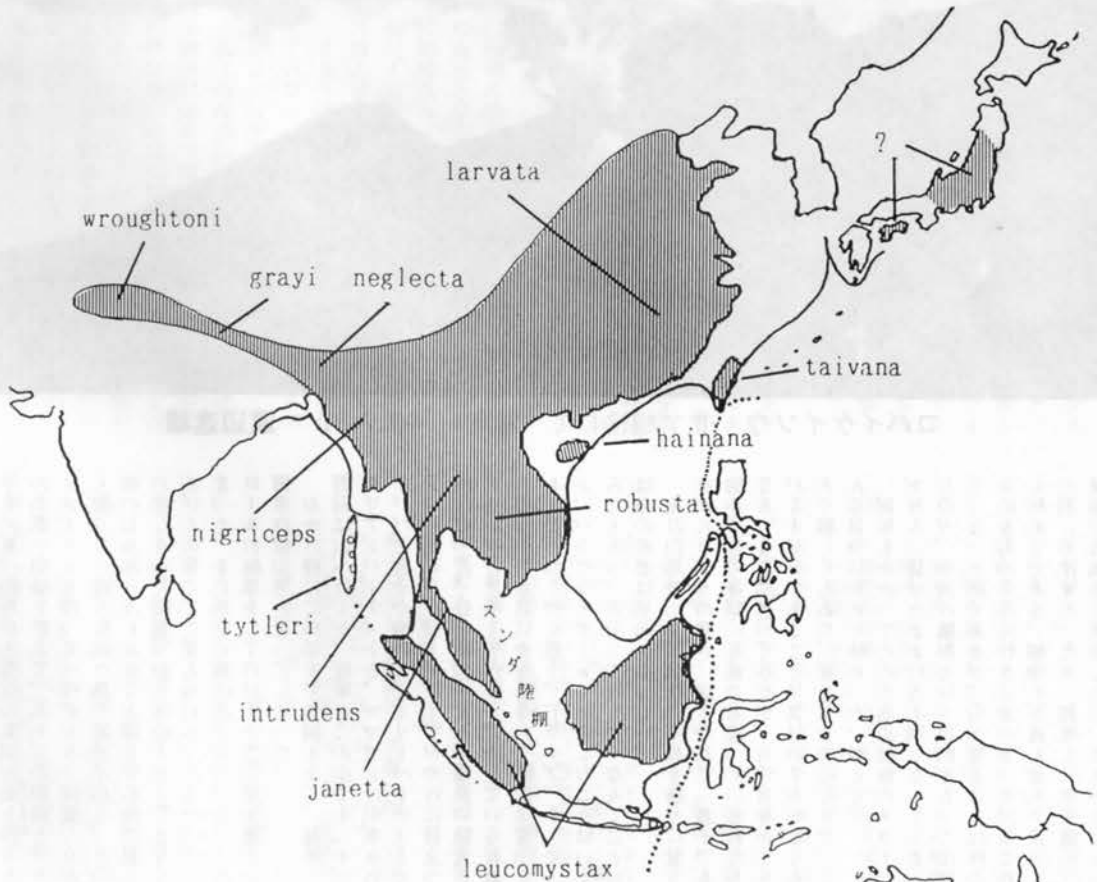 ?
larvata
wroughtoni
grayi
neglecta
taivana
hainana
robusta
nigriceps
tytleri
スンダ陸棚
intrudens
janetta
leucomystax